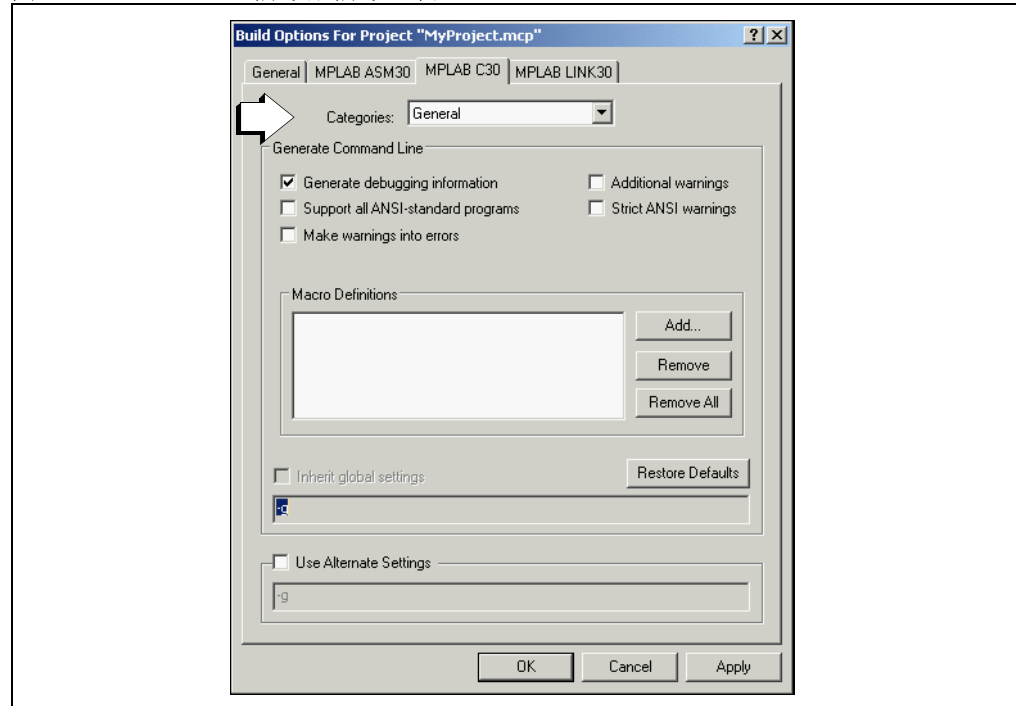 Build Options For Project "MyProject.mcp"
General MPLAB ASM30 MPLAB C30 MPLAB LINK30
Categories: General
Generate Command Line
Generate debugging information Additional warnings
Support all ANSI-standard programs Strict ANSI warnings
Make warnings into errors
Macro Definitions
Add...
Remove
Remove All
Inherit global settings Restore Defaults
-g
Use Alternate Settings
-g
OK Cancel Apply